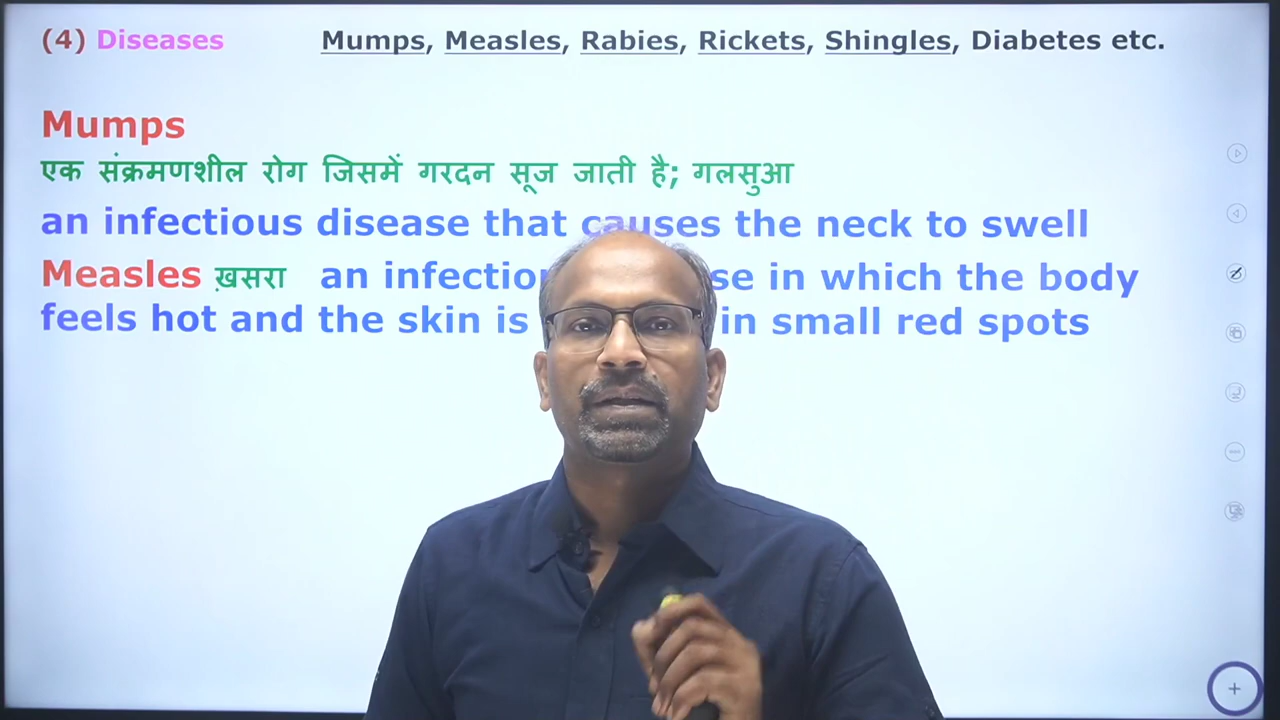 (4) Diseases Mumps, Measles, Rabies, Rickets, Shingles, Diabetes etc.
Mumps
एक संक्रमणशील रोग जिसमें गरदन सूज जाती है; गलसुआ
an infectious disease that causes the neck to swell
Measles ख़सरा an in which the body
feels hot and the skin is in small red spots